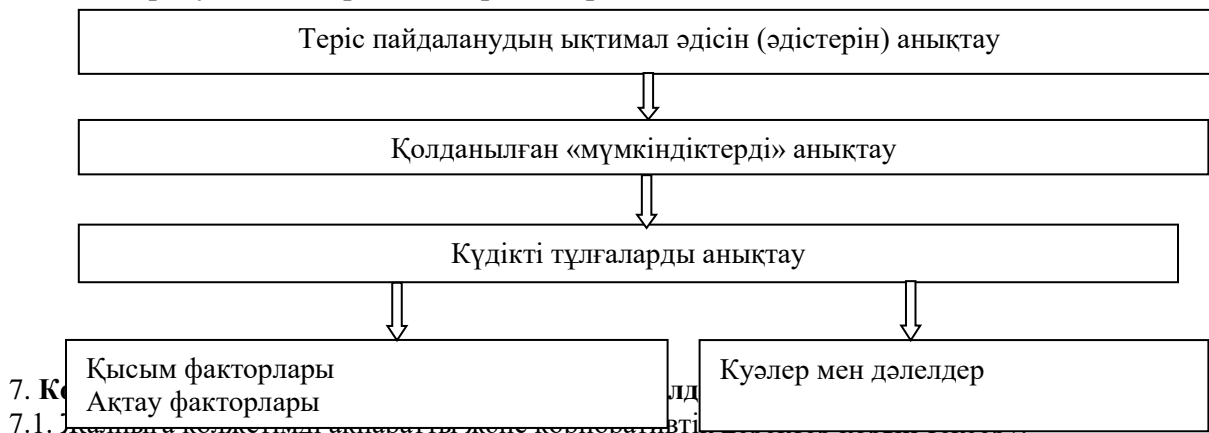 Теріс пайдаланудың ықтимал әдісін (әдістерін) анықтау
Қолданылған «мүмкіндіктерді» анықтау
Күдікті тұлғаларды анықтау
Қысым факторлары
Ақтау факторлары
Куәлер мен дәлелдер
7.
7.1.